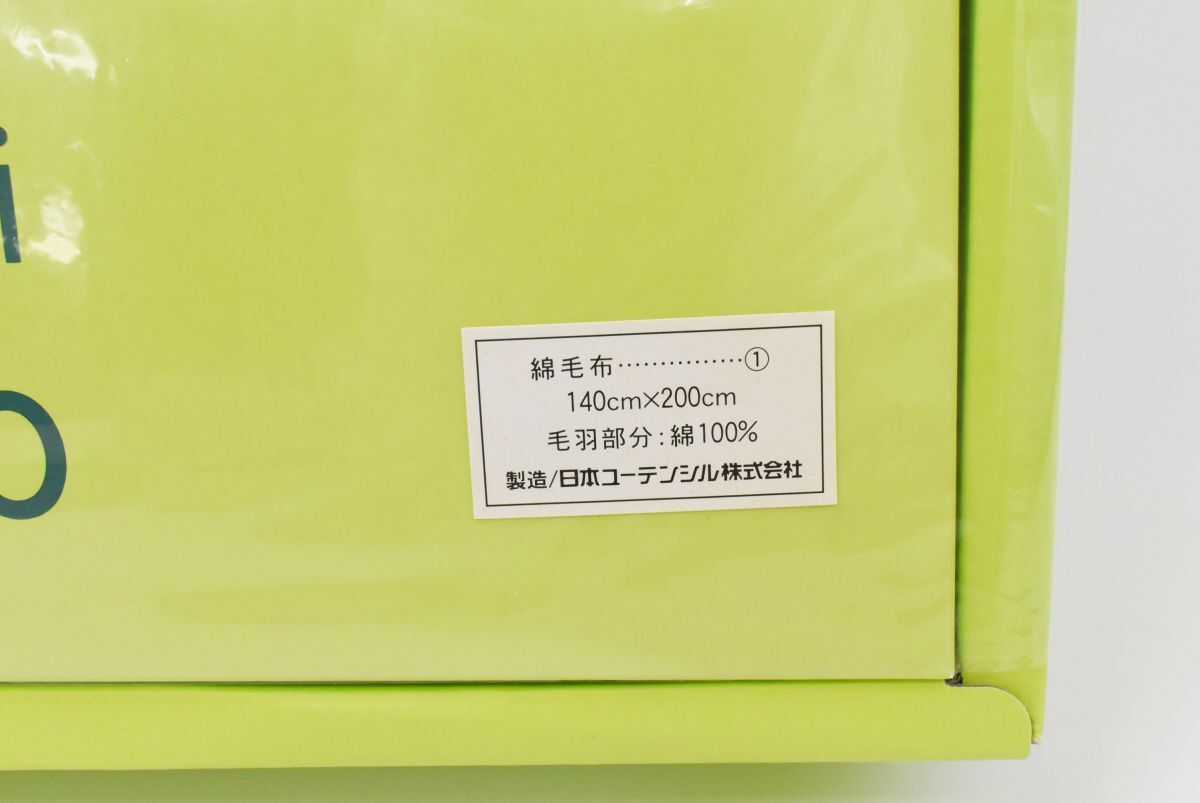 i
綿毛布……………①
140cm×200cm
毛羽部分:綿100%
製造/日本ユーテンシル株式会社